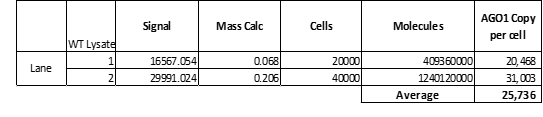 WT Lysate Signal Mass Calc Cells Molecules AGO1 Copy per cell
Lane 1 16567.054 0.068 20000 409360000 20,468
2 29991.024 0.206 40000 1240120000 31,003
Average 25,736